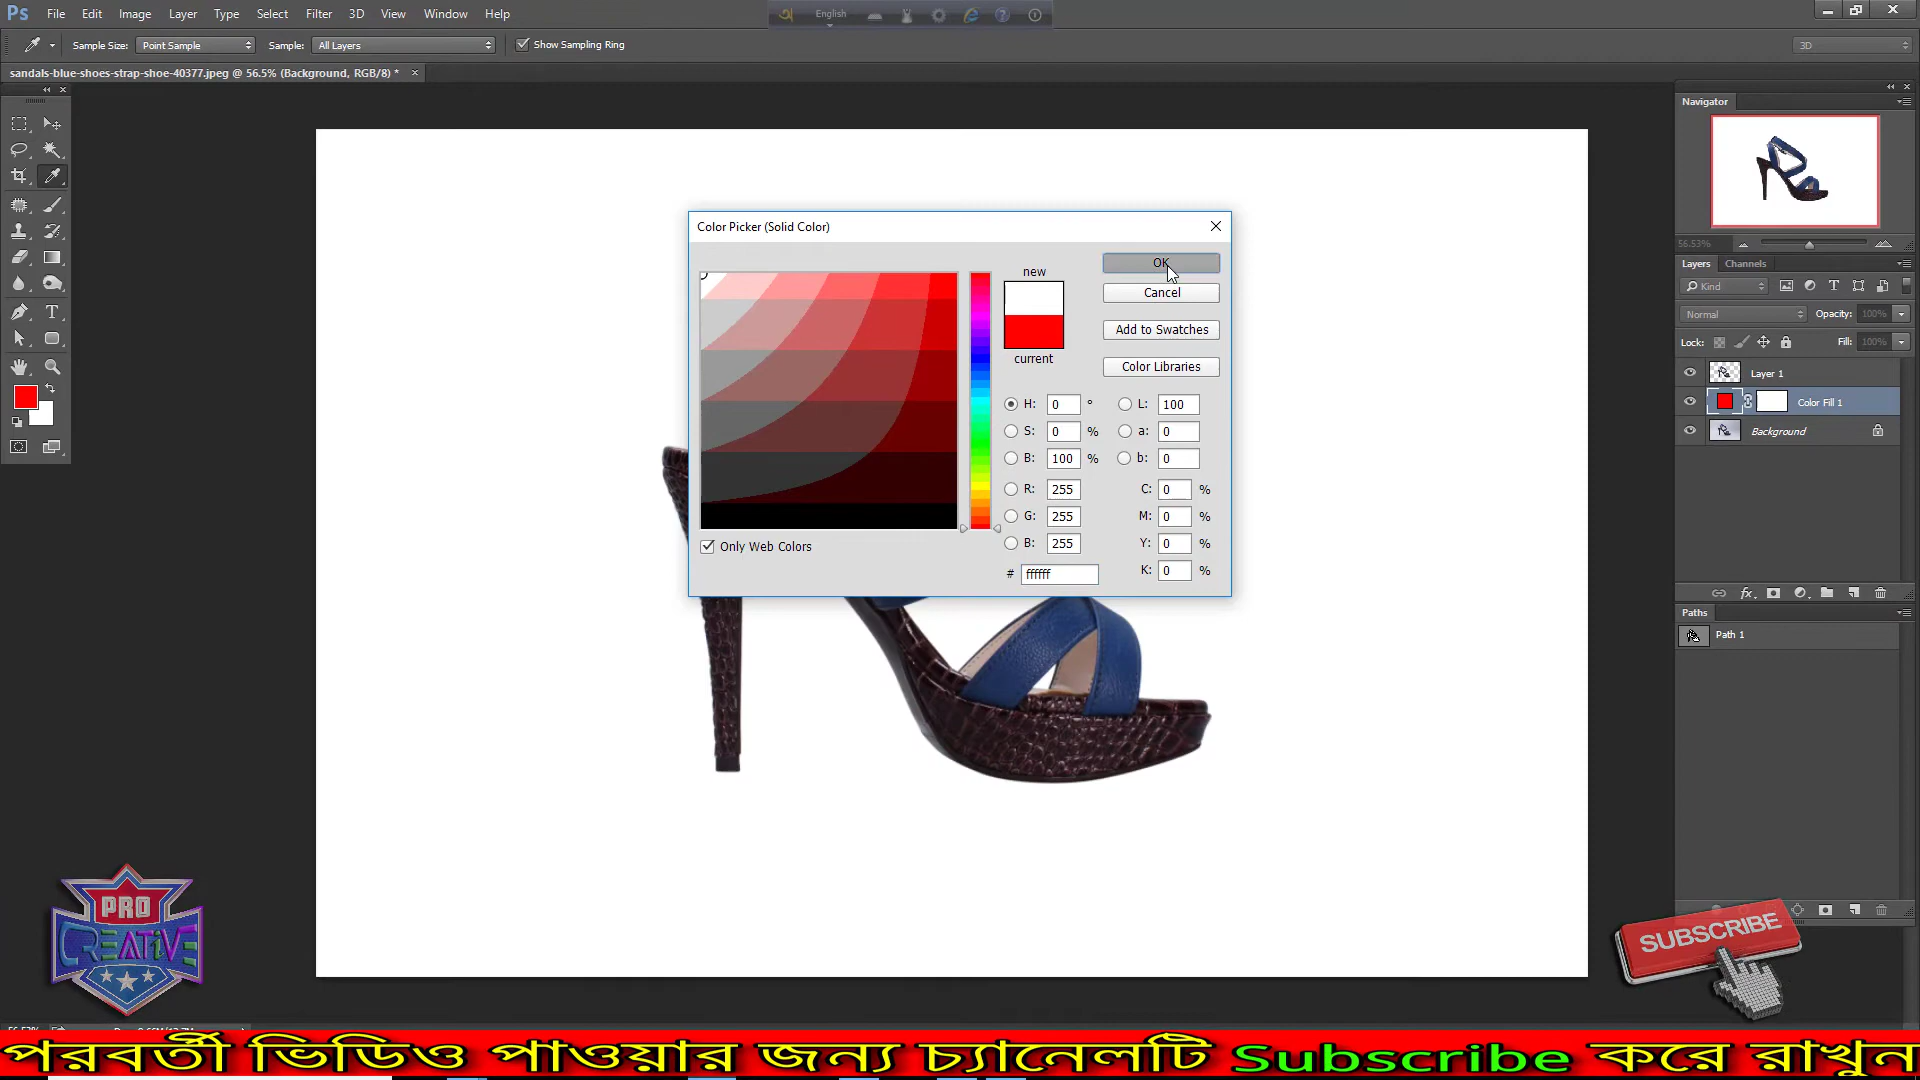 Ps File Edit Image Layer Type Select Filter 3D View Window Help
English
Sample Size: Point Sample Sample: All Layers Show Sampling Ring
3D
sandals-blue-shoes-strap-shoe-40377.jpeg @ 56.5% (Background, RGB/8) *
Navigator
56.53%
Color Picker (Solid Color)
new
current
OK
Cancel
Add to Swatches
Color Libraries
H: 0 °
S: 0 %
B: 100 %
R: 255
G: 255
B: 255
# ffffff
L: 100
a: 0
b: 0
C: 0 %
M: 0 %
Y: 0 %
K: 0 %
Only Web Colors
Layers Channels
Kind
Normal Opacity: 100%
Lock: Fill: 100%
Layer 1
Color Fill 1
Background
Paths
Path 1
PRO
CREATiVE
SUBSCRIBE
পরবর্তী ভিডিও পাওয়ার জন্য চ্যানেলটি Subscribe করে রাখুন